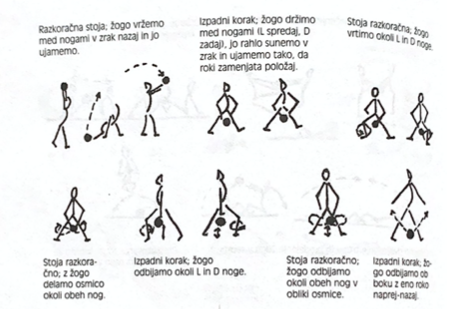 Razkoračna stoja; žogo vržemo
med nogami v zrak nazaj in jo
ujamemo.
Izpadni korak; žogo držimo
med nogami (L spredaj, D
zadaj), jo rahlo sunemo v
zrak in ujamemo tako, da
roki zamenjata položaj.
Stoja razkoračna; žogo
vrtimo okoli L in D noge.
Stoja razkora-
čno; z žogo
delamo osmico
okoli obeh nog.
Izpadni korak; žogo
odbijamo okoli L in D noge.
Stoja razkoračno;
žogo odbijamo
okoli obeh nog v
obliki osmice.
Izpadni korak; žo-
go odbijamo ob
boku z eno roko
naprej-nazaj.